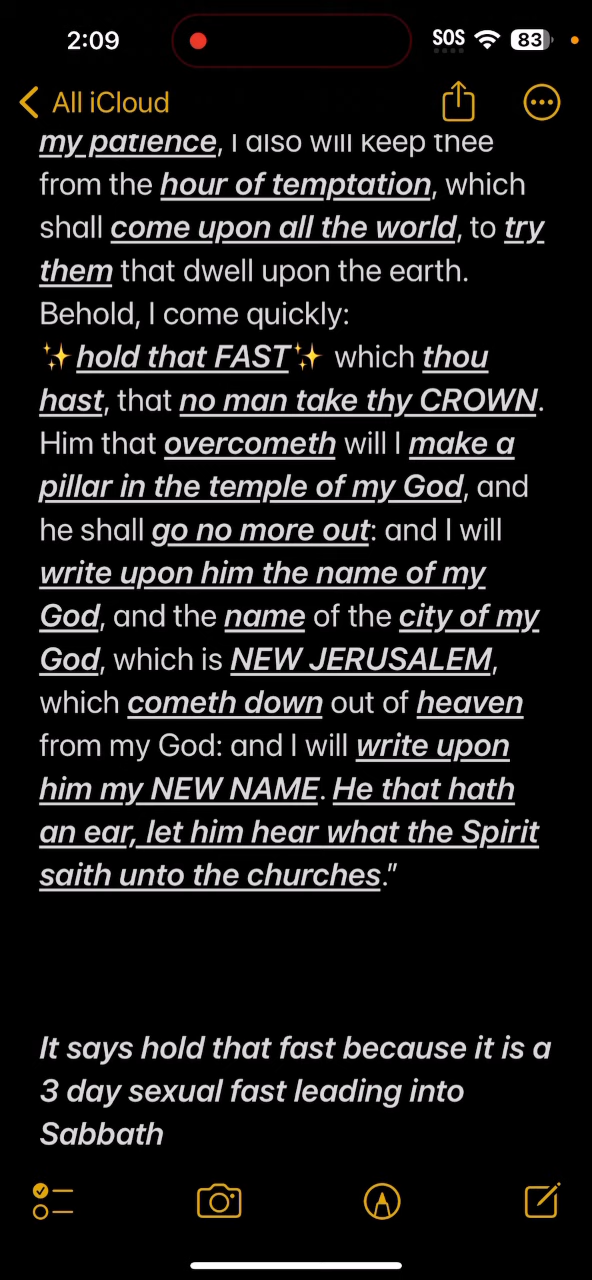 2:09
SOS
83
All iCloud
my patience, I also will keep thee
from the hour of temptation, which
shall come upon all the world, to try
them that dwell upon the earth.
Behold, I come quickly:
✨hold that FAST✨ which thou
hast, that no man take thy CROWN.
Him that overcometh will I make a
pillar in the temple of my God, and
he shall go no more out: and I will
write upon him the name of my
God, and the name of the city of my
God, which is NEW JERUSALEM,
which cometh down out of heaven
from my God: and I will write upon
him my NEW NAME. He that hath
an ear, let him hear what the Spirit
saith unto the churches."
It says hold that fast because it is a
3 day sexual fast leading into
Sabbath